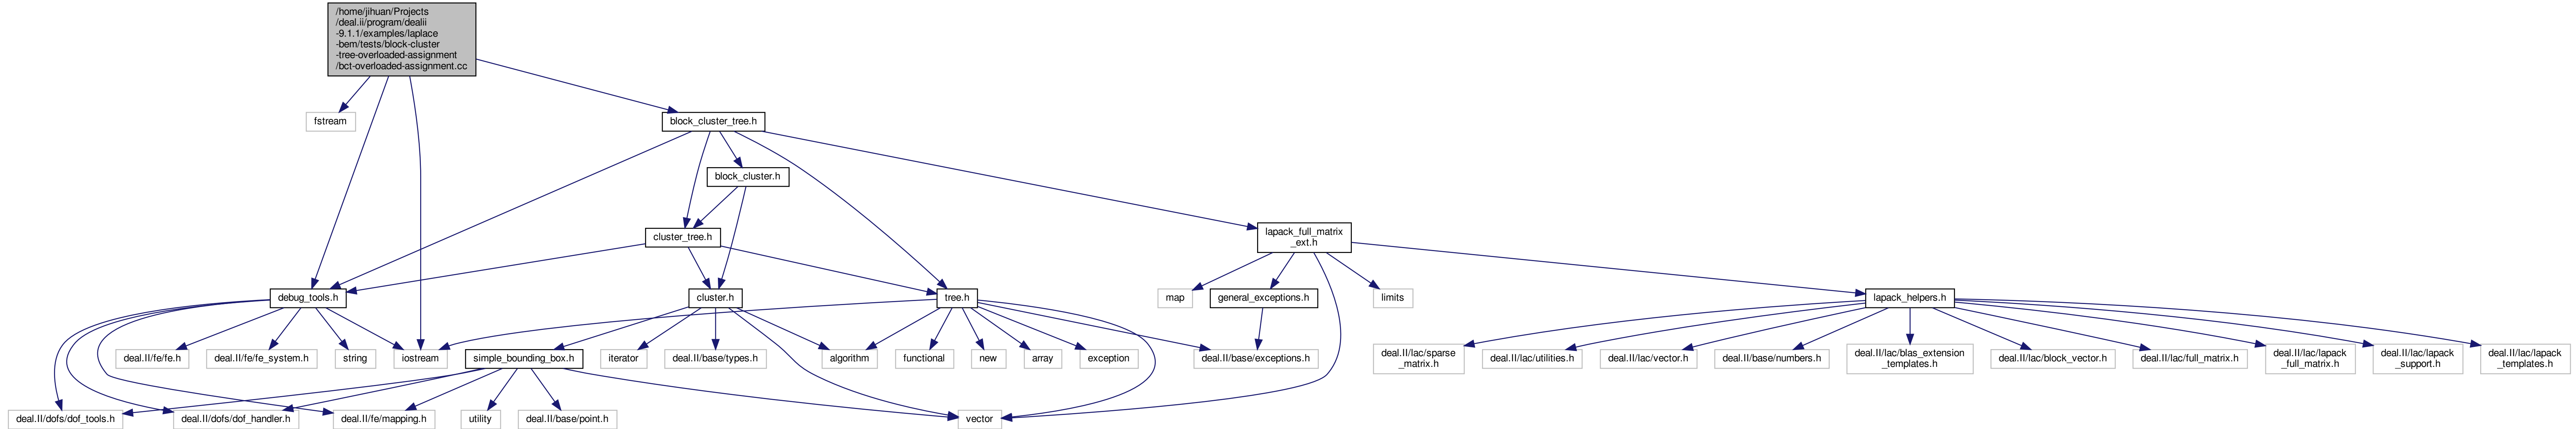 /home/jihuan/Projects
/deal.ii/program/dealii
-9.1.1/examples/laplace
-bem/tests/block-cluster
-tree-overloaded-assignment
/bct-overloaded-assignment.cc
fstream
block_cluster_tree.h
block_cluster.h
cluster_tree.h
lapack_full_matrix
_ext.h
debug_tools.h
cluster.h
tree.h
map
general_exceptions.h
limits
lapack_helpers.h
deal.II/fe/fe.h
deal.II/fe/fe_system.h
string
iostream
simple_bounding_box.h
iterator
deal.II/base/types.h
algorithm
functional
new
array
exception
deal.II/base/exceptions.h
deal.II/lac/sparse
_matrix.h
deal.II/lac/utilities.h
deal.II/lac/vector.h
deal.II/base/numbers.h
deal.II/lac/blas_extension
_templates.h
deal.II/lac/block_vector.h
deal.II/lac/full_matrix.h
deal.II/lac/lapack
_full_matrix.h
deal.II/lac/lapack
_support.h
deal.II/lac/lapack
_templates.h
deal.II/dofs/dof_tools.h
deal.II/dofs/dof_handler.h
deal.II/fe/mapping.h
utility
deal.II/base/point.h
vector